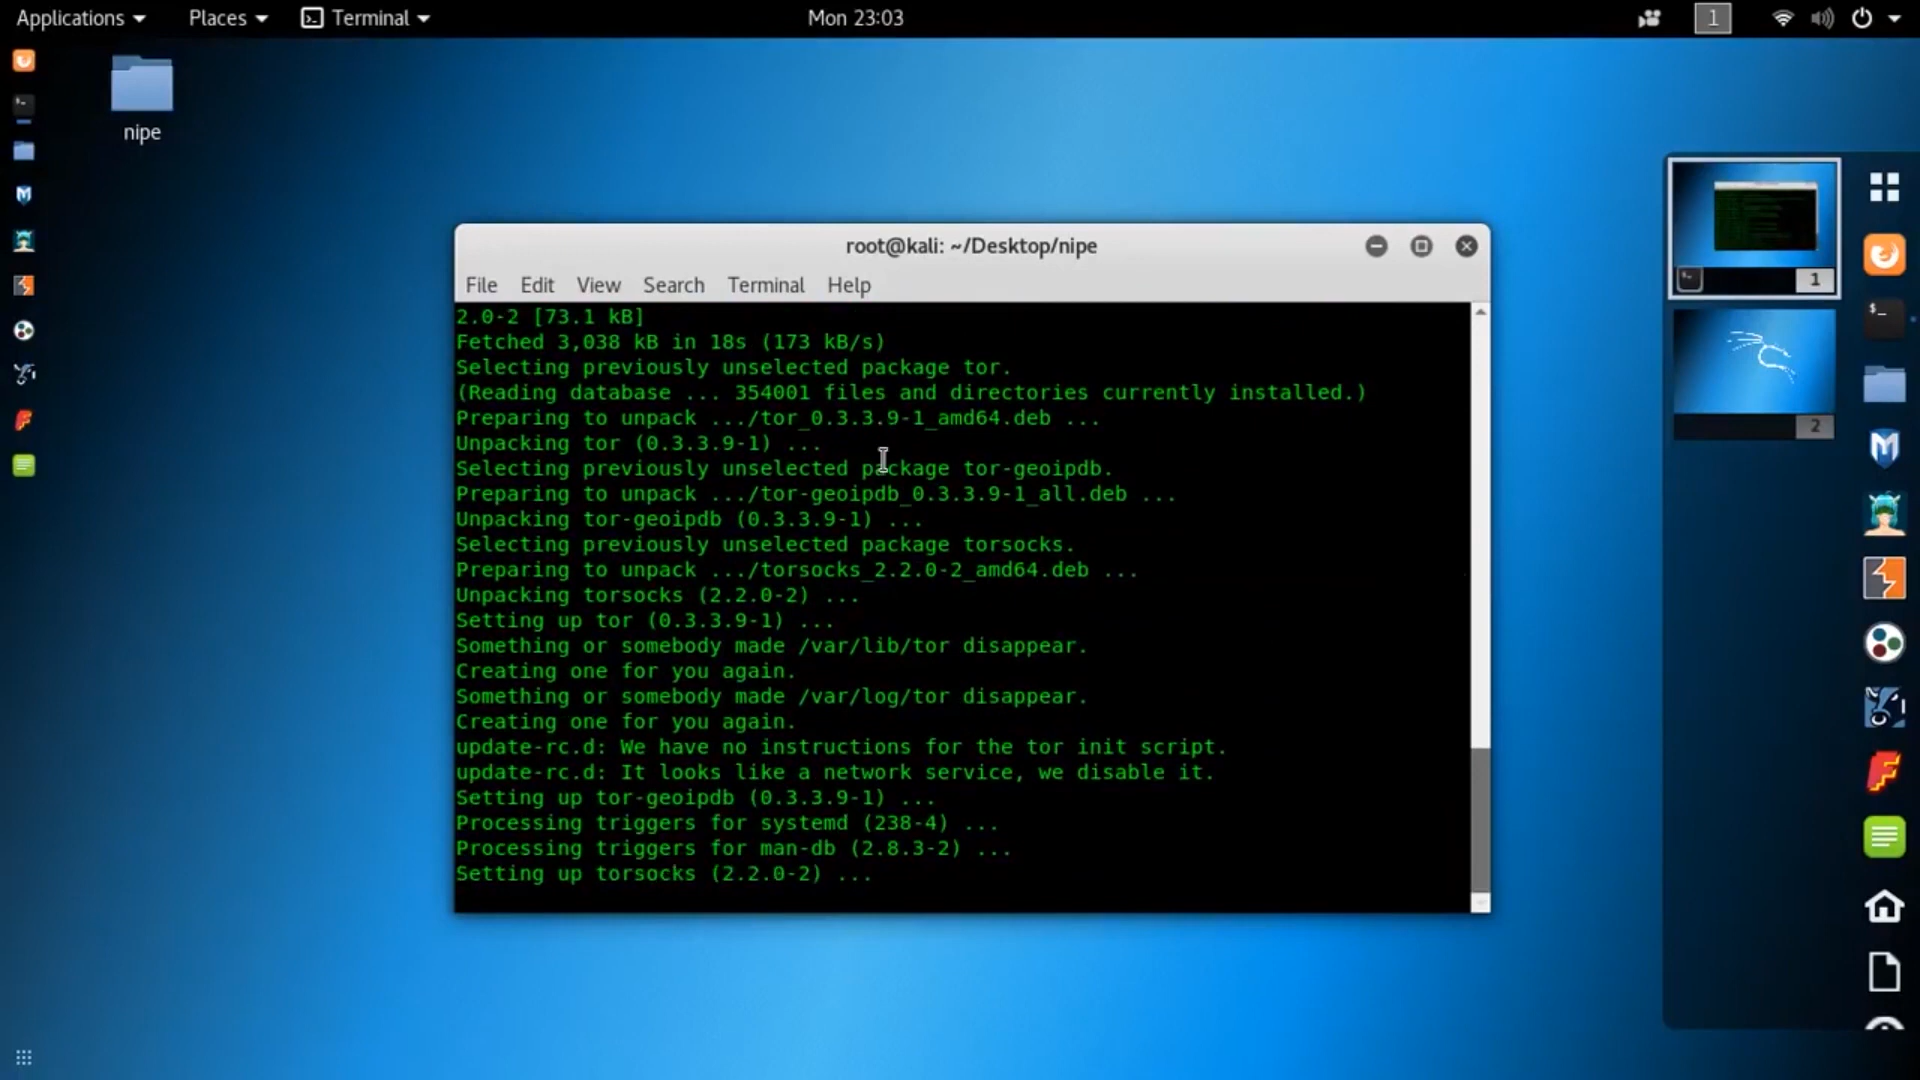 Applications Places Terminal Mon 23:03 1
nipe
root@kali: ~/Desktop/nipe
File Edit View Search Terminal Help
2.0-2 [73.1 kB]
Fetched 3,038 kB in 18s (173 kB/s)
Selecting previously unselected package tor.
(Reading database ... 354001 files and directories currently installed.)
Preparing to unpack .../tor_0.3.3.9-1_amd64.deb ...
Unpacking tor (0.3.3.9-1) ...
Selecting previously unselected package tor-geoipdb.
Preparing to unpack .../tor-geoipdb_0.3.3.9-1_all.deb ...
Unpacking tor-geoipdb (0.3.3.9-1) ...
Selecting previously unselected package torsocks.
Preparing to unpack .../torsocks_2.2.0-2_amd64.deb ...
Unpacking torsocks (2.2.0-2) ...
Setting up tor (0.3.3.9-1) ...
Something or somebody made /var/lib/tor disappear.
Creating one for you again.
Something or somebody made /var/log/tor disappear.
Creating one for you again.
update-rc.d: We have no instructions for the tor init script.
update-rc.d: It looks like a network service, we disable it.
Setting up tor-geoipdb (0.3.3.9-1) ...
Processing triggers for systemd (238-4) ...
Processing triggers for man-db (2.8.3-2) ...
Setting up torsocks (2.2.0-2) ...
1
2